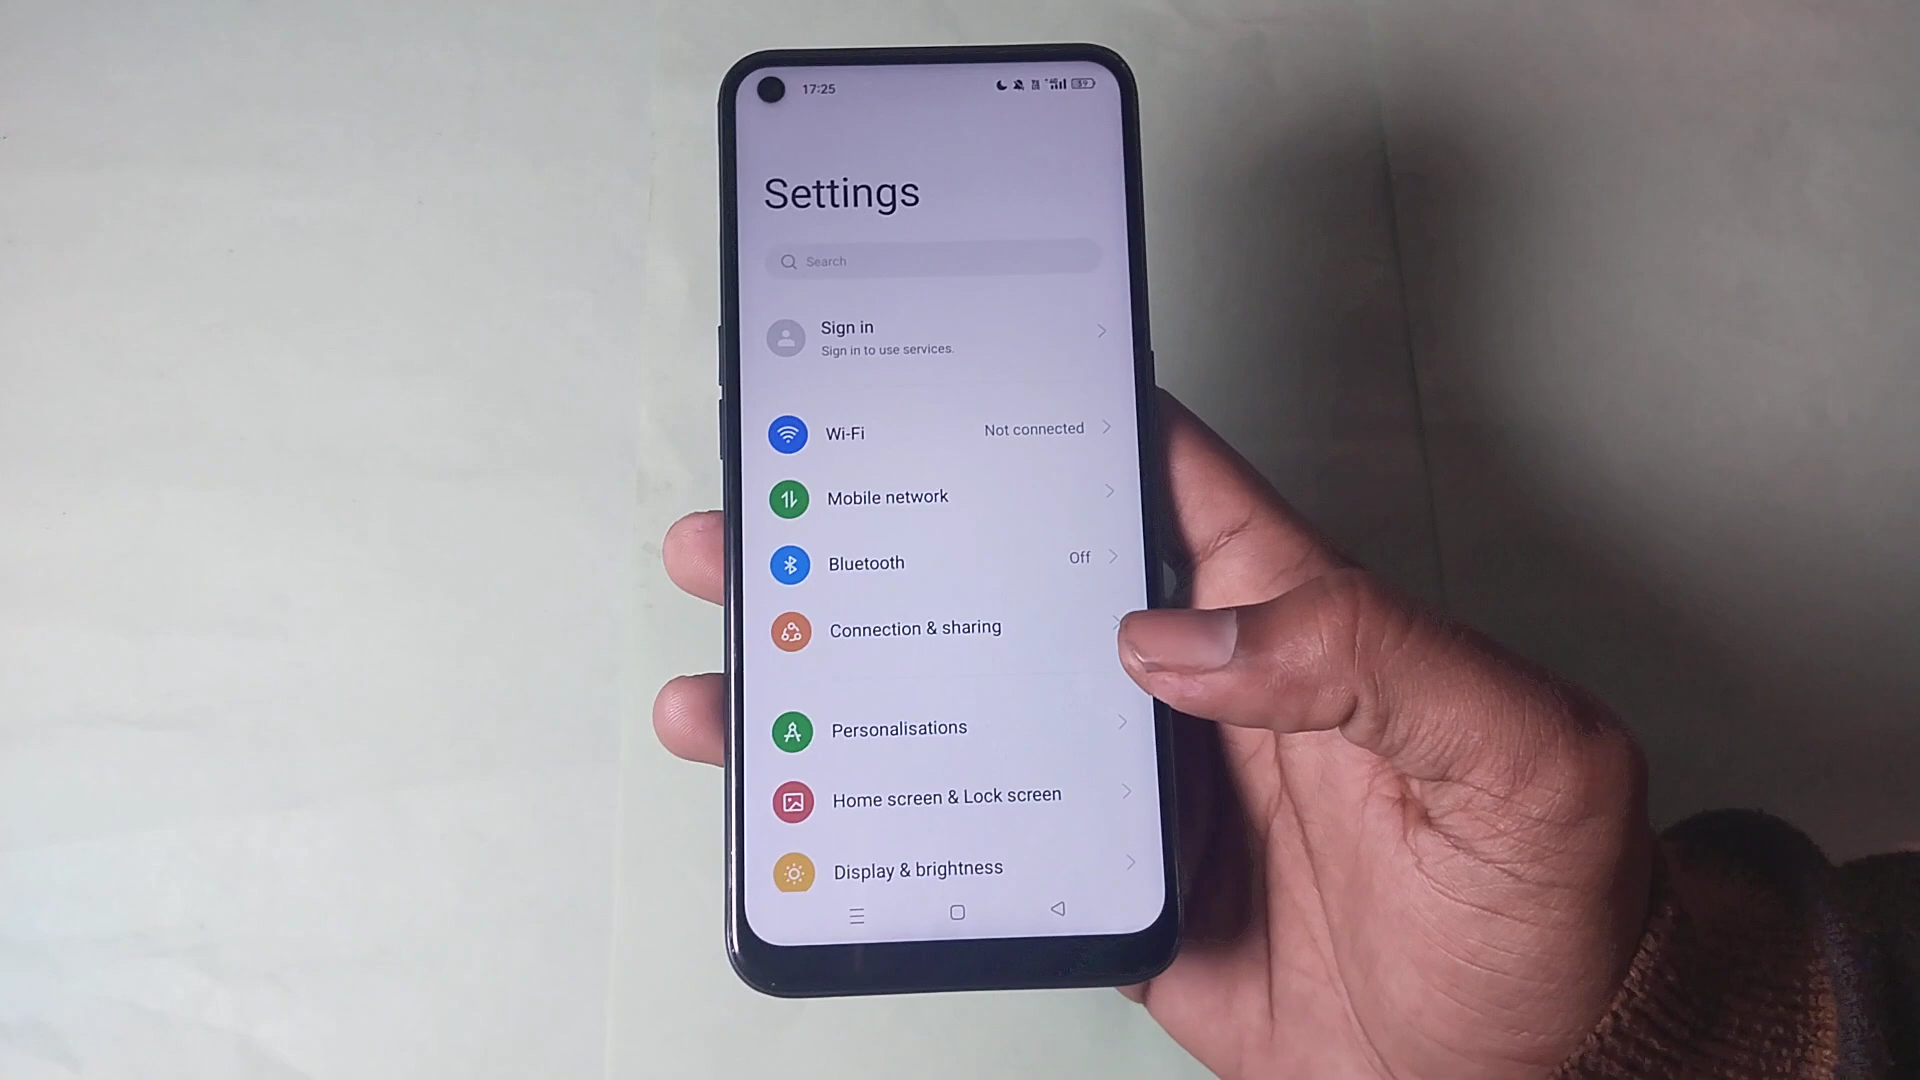 17:25
59
Settings
Search
Sign in
Sign in to use services.
Wi-Fi Not connected
Mobile network
Bluetooth Off
Connection & sharing
Personalisations
Home screen & Lock screen
Display & brightness